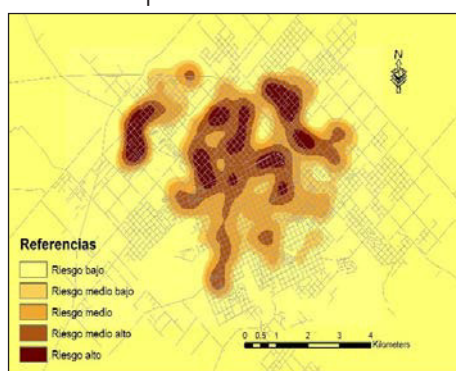 N
Referencias
Riesgo bajo
Riesgo medio bajo
Riesgo medio
Riesgo medio alto
Riesgo alto
0 0.5 1 2 3 4
Kilometers